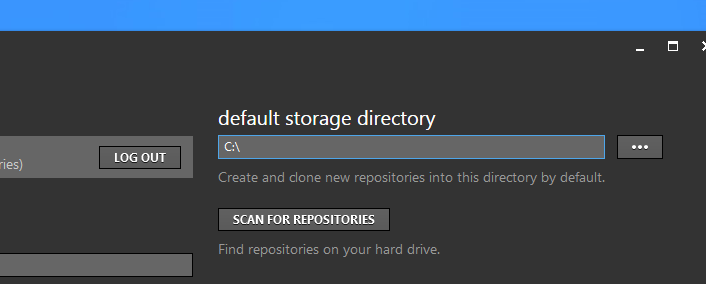 default storage directory
C:\
•••
ries)
LOG OUT
Create and clone new repositories into this directory by default.
SCAN FOR REPOSITORIES
Find repositories on your hard drive.